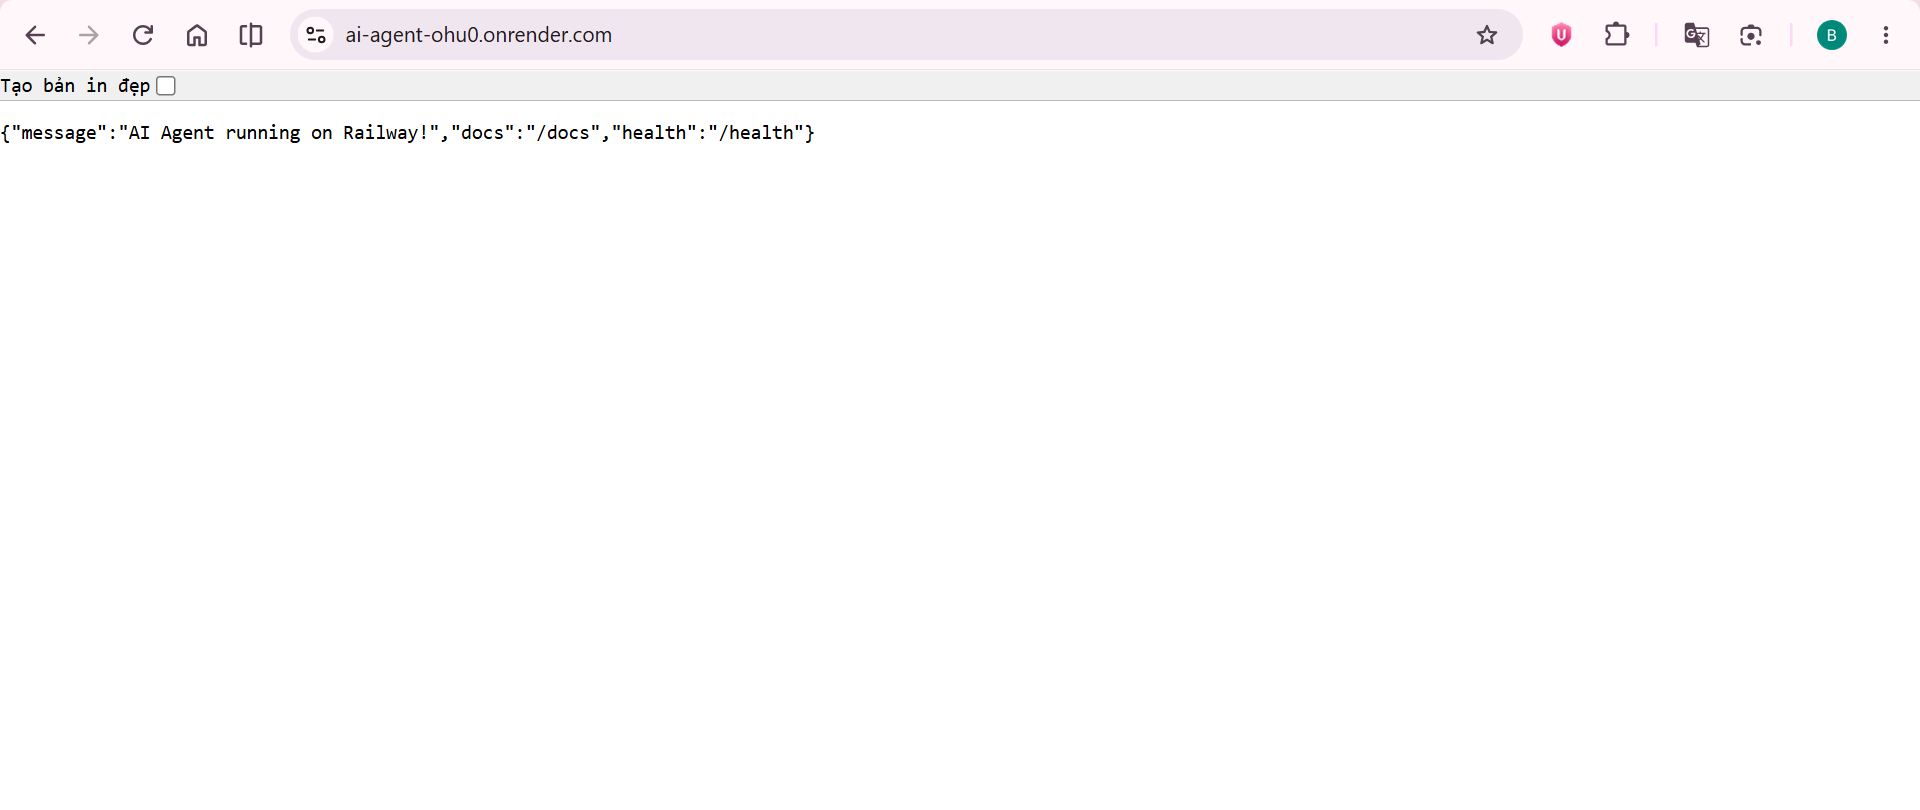 ai-agent-ohu0.onrender.com
B
Tạo bản in đẹp
{"message":"AI Agent running on Railway!","docs":"/docs","health":"/health"}